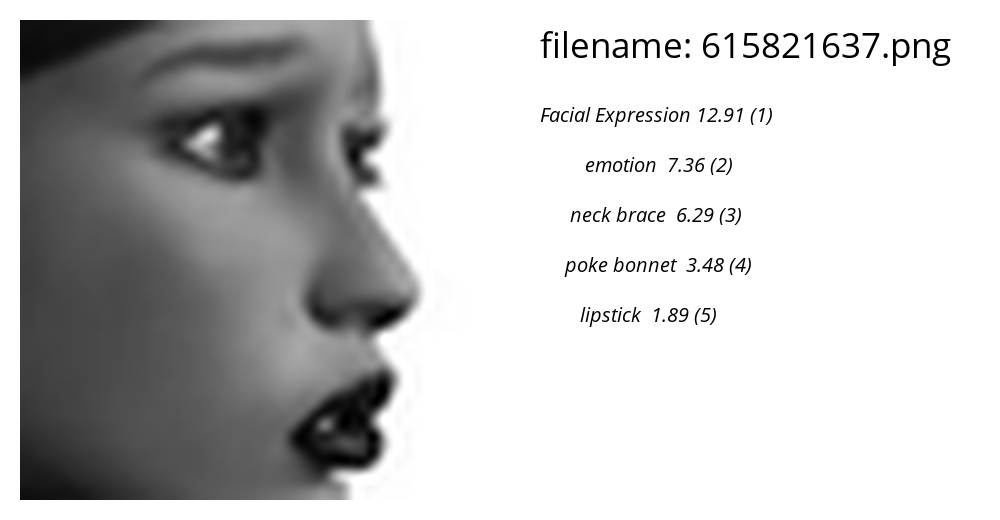 filename: 615821637.png
Facial Expression 12.91 (1)
emotion 7.36 (2)
neck brace 6.29 (3)
poke bonnet 3.48 (4)
lipstick 1.89 (5)